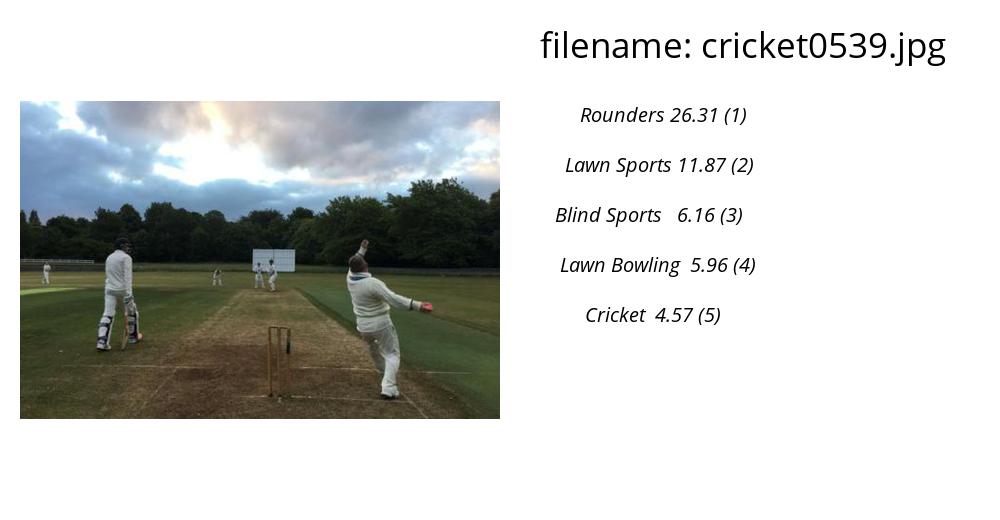 filename: cricket0539.jpg
Rounders 26.31 (1)
Lawn Sports 11.87 (2)
Blind Sports 6.16 (3)
Lawn Bowling 5.96 (4)
Cricket 4.57 (5)